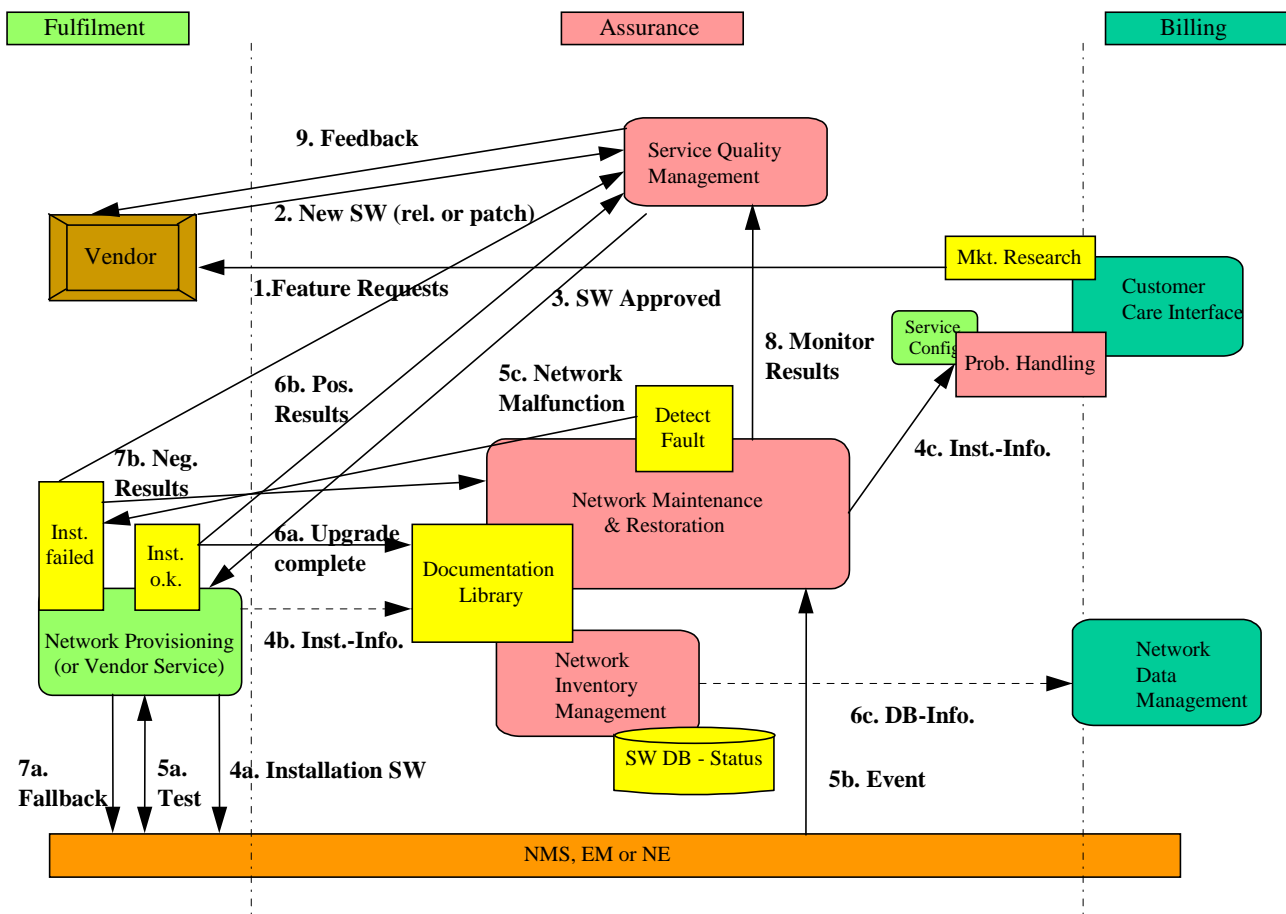 Fulfilment
Assurance
Billing
9. Feedback
Service Quality
Management
2. New SW (rel. or patch)
Vendor
Mkt. Research
1.Feature Requests
3. SW Approved
Customer
Care Interface
Service
Config
8. Monitor
Results
Prob. Handling
6b. Pos.
Results
5c. Network
Malfunction
Detect
Fault
4c. Inst.-Info.
7b. Neg.
Results
Network Maintenance
& Restoration
Inst.
failed
Inst.
o.k.
6a. Upgrade
complete
Documentation
Library
Network Provisioning
(or Vendor Service)
4b. Inst.-Info.
Network
Inventory
Management
Network
Data
Management
6c. DB-Info.
SW DB - Status
7a.
Fallback
5a.
Test
4a. Installation SW
5b. Event
NMS, EM or NE